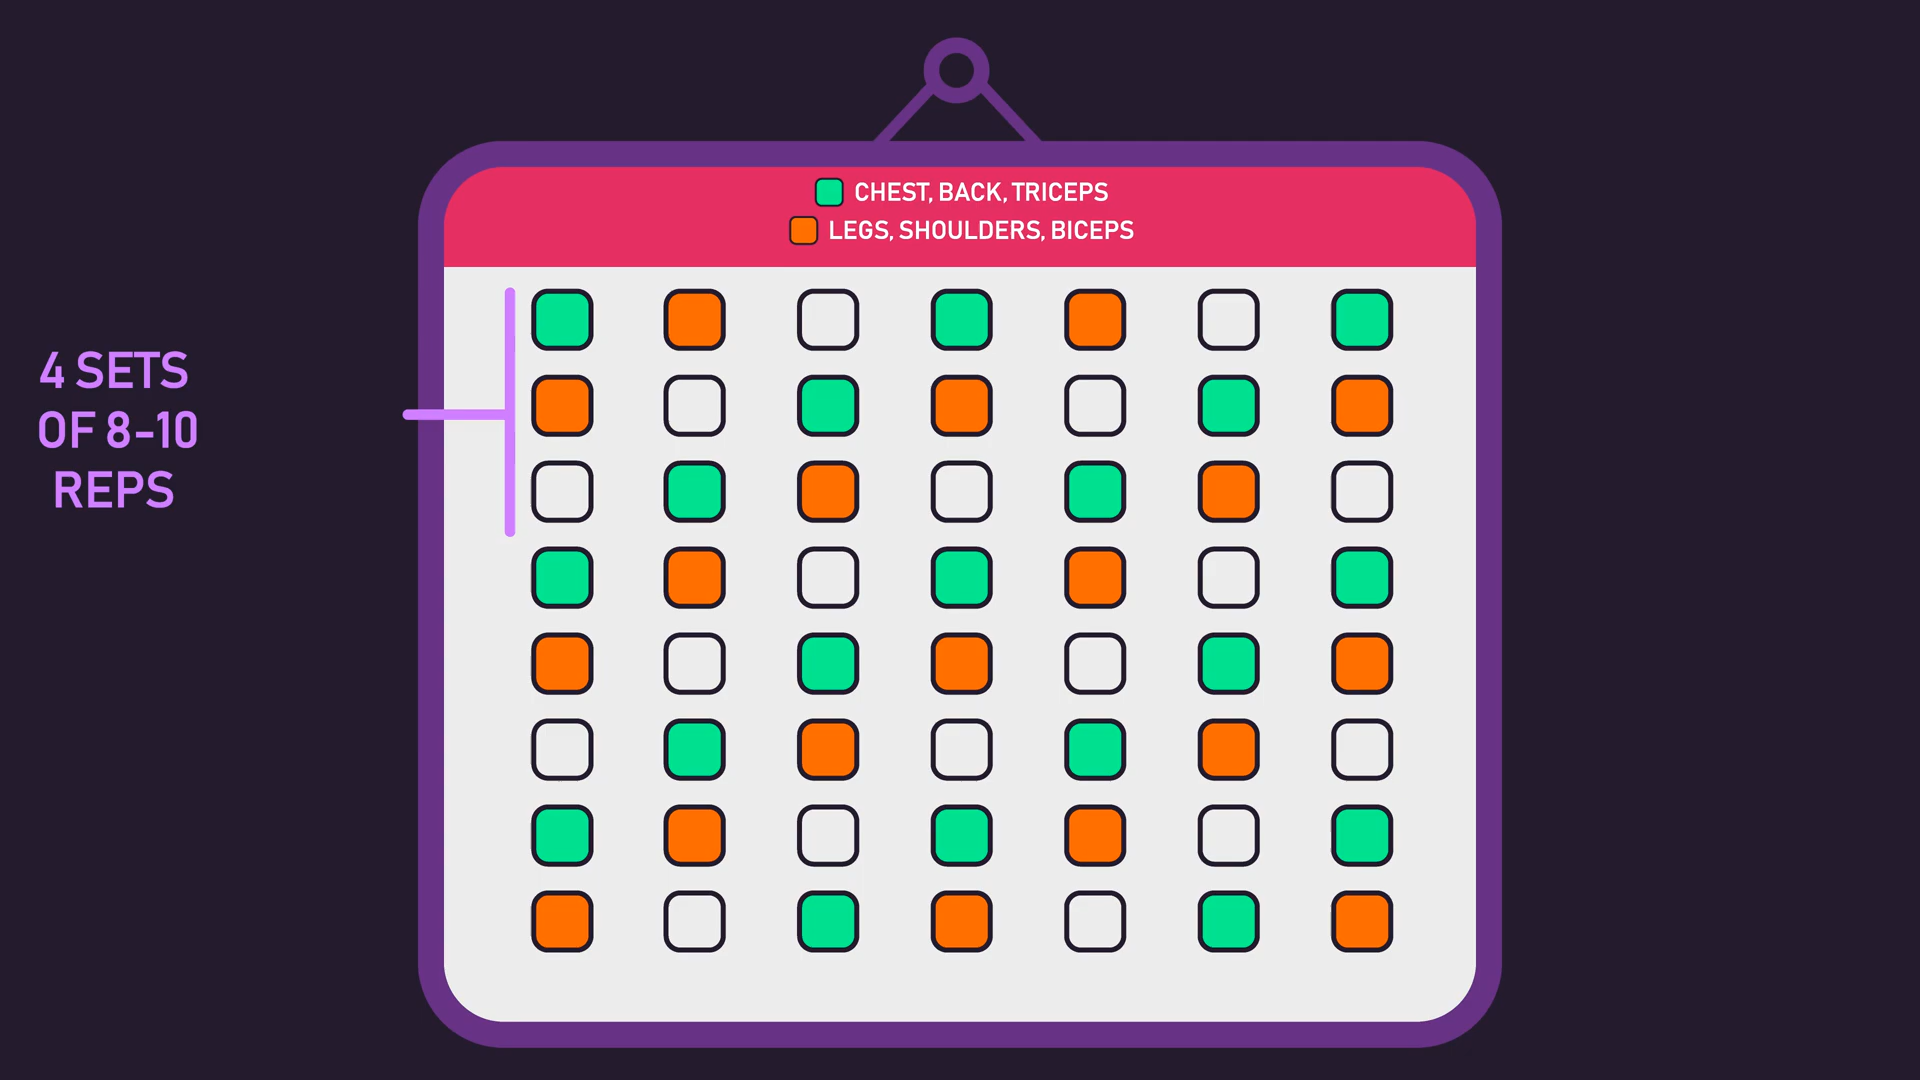 CHEST, BACK, TRICEPS
LEGS, SHOULDERS, BICEPS
4 SETS
OF 8-10
REPS